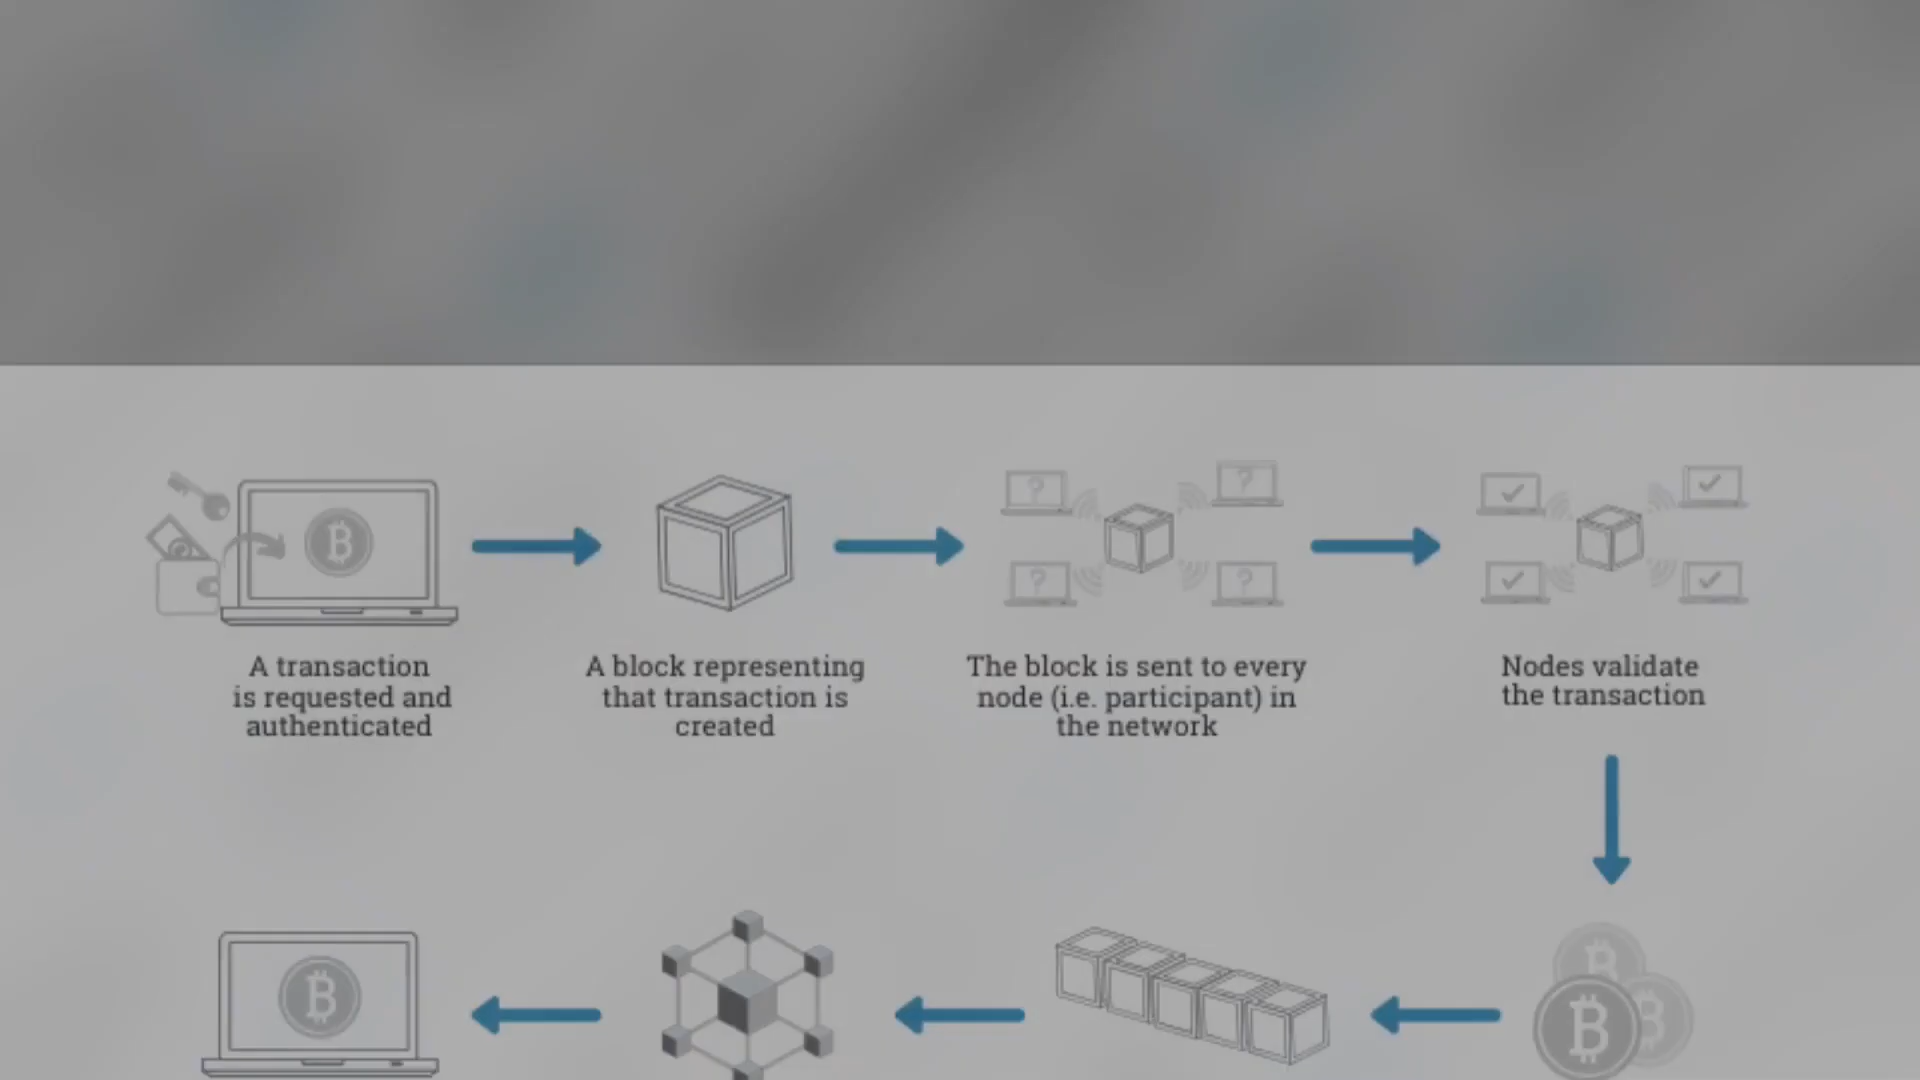 A transaction
is requested and
authenticated
A block representing
that transaction is
created
The block is sent to every
node (i.e. participant) in
the network
Nodes validate
the transaction